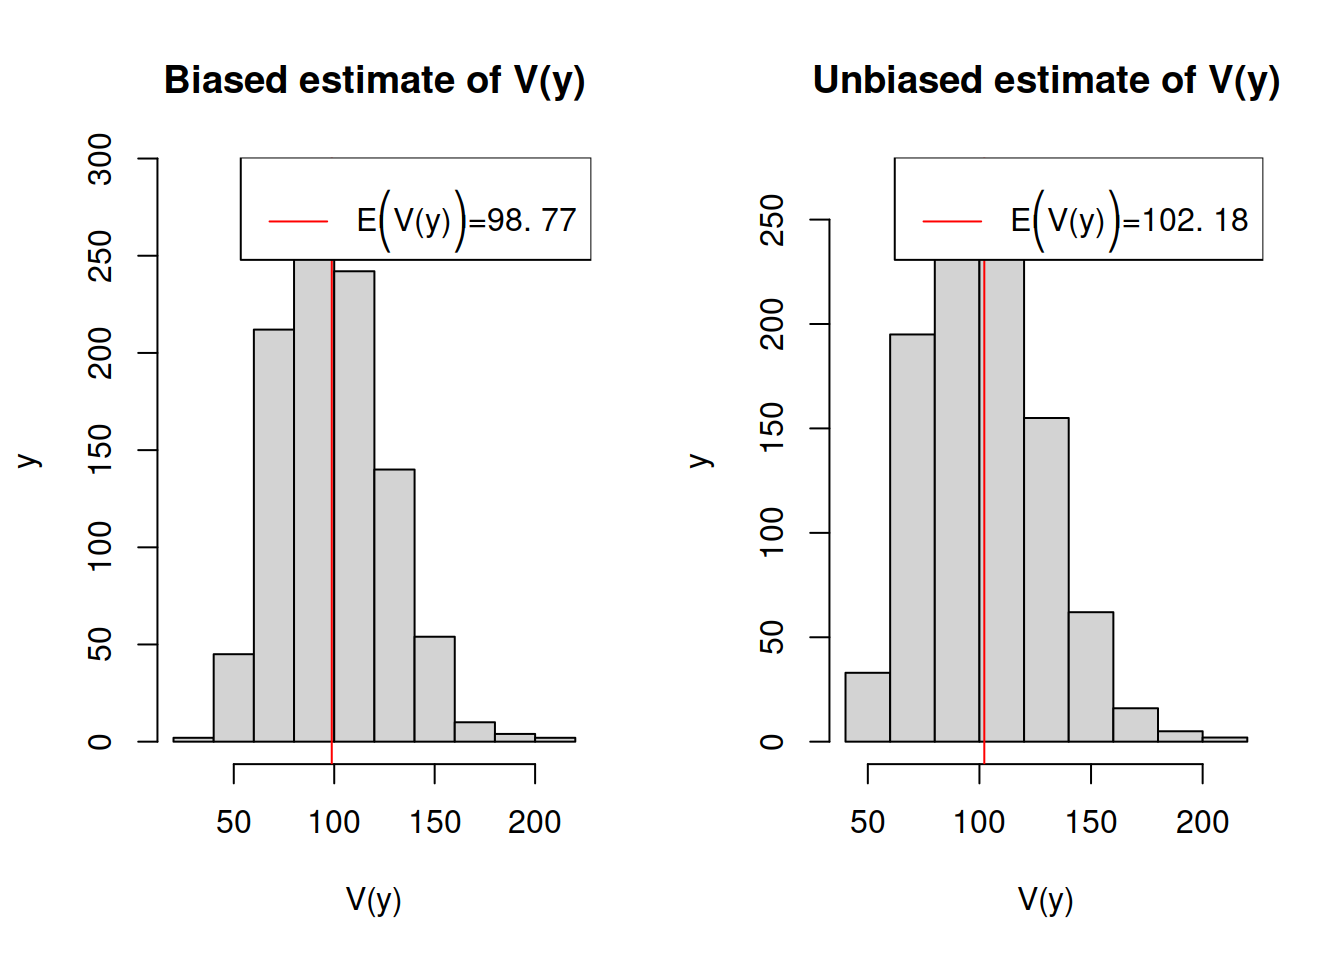 Biased estimate of V(y)
E(V(y))=98. 77
y
0 50 100 150 200 250 300
50 100 150 200
V(y)
Unbiased estimate of V(y)
E(V(y))=102. 18
y
0 50 100 150 200 250
50 100 150 200
V(y)